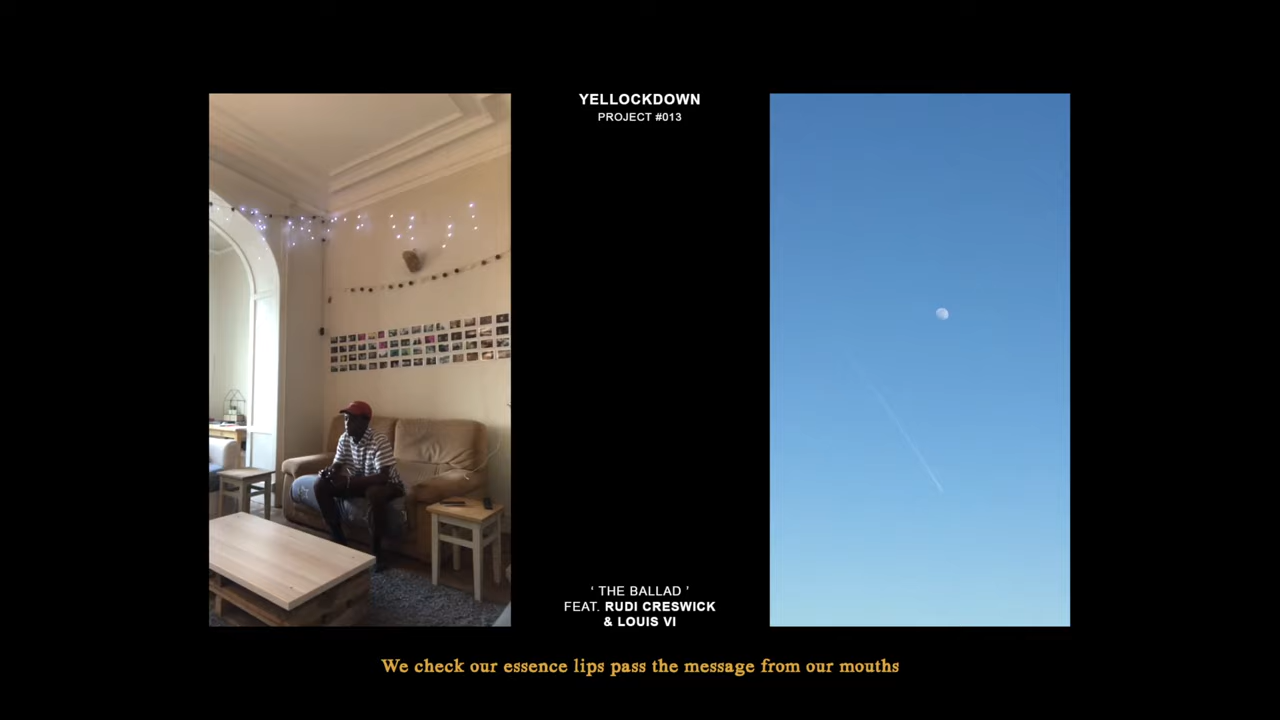 YELLOCKDOWN
PROJECT #013
‘ THE BALLAD ’
FEAT. RUDI CRESWICK
& LOUIS VI
We check our essence lips pass the message from our mouths